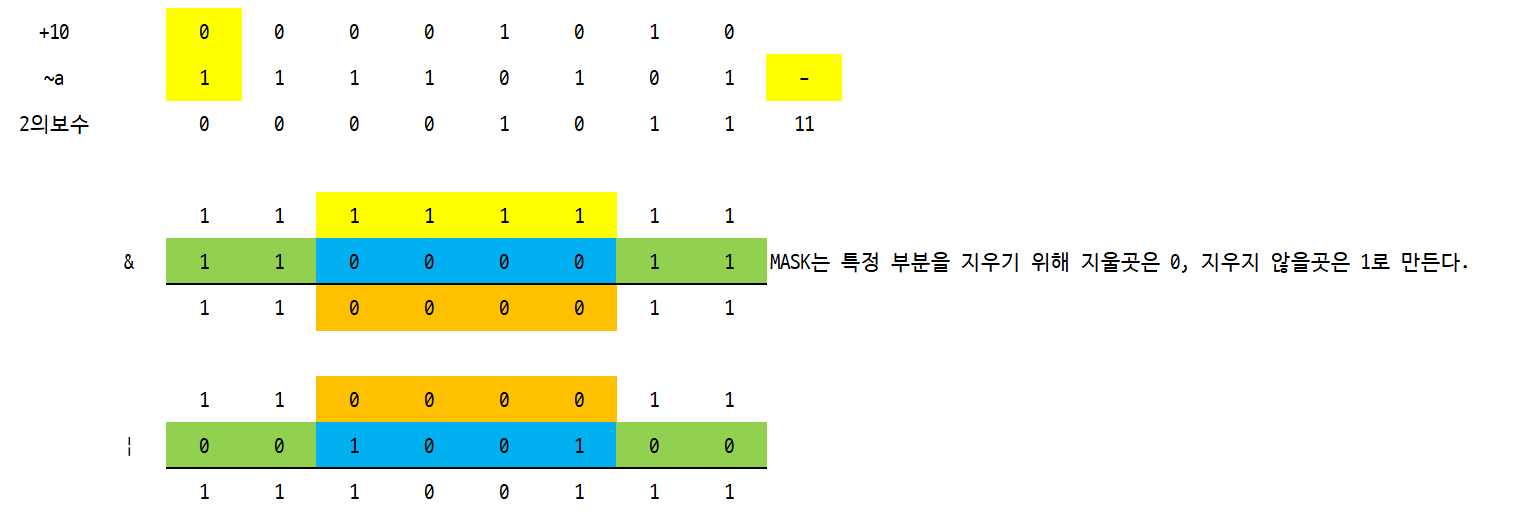 +10 0 0 0 0 1 0 1 0
~a 1 1 1 1 0 1 0 1 -
2의보수 0 0 0 0 1 0 1 1 11
1 1 1 1 1 1 1 1
& 1 1 0 0 0 0 1 1 MASK는 특정 부분을 지우기 위해 지울곳은 0, 지우지 않을곳은 1로 만든다.
1 1 0 0 0 0 1 1
1 1 0 0 0 0 1 1
¦ 0 0 1 0 0 1 0 0
1 1 1 0 0 1 1 1